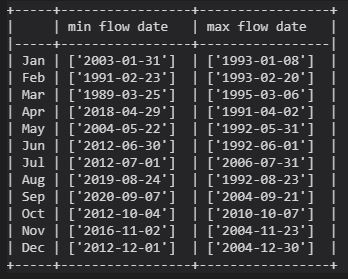 +-----+------------------+------------------+
|     | min flow date    | max flow date    |
|-----+------------------+------------------|
| Jan | ['2003-01-31']   | ['1993-01-08']   |
| Feb | ['1991-02-23']   | ['1993-02-20']   |
| Mar | ['1989-03-25']   | ['1995-03-06']   |
| Apr | ['2018-04-29']   | ['1991-04-02']   |
| May | ['2004-05-22']   | ['1992-05-31']   |
| Jun | ['2012-06-30']   | ['1992-06-01']   |
| Jul | ['2012-07-01']   | ['2006-07-31']   |
| Aug | ['2019-08-24']   | ['1992-08-23']   |
| Sep | ['2020-09-07']   | ['2004-09-21']   |
| Oct | ['2012-10-04']   | ['2010-10-07']   |
| Nov | ['2016-11-02']   | ['2004-11-23']   |
| Dec | ['2012-12-01']   | ['2004-12-30']   |
+-----+------------------+------------------+